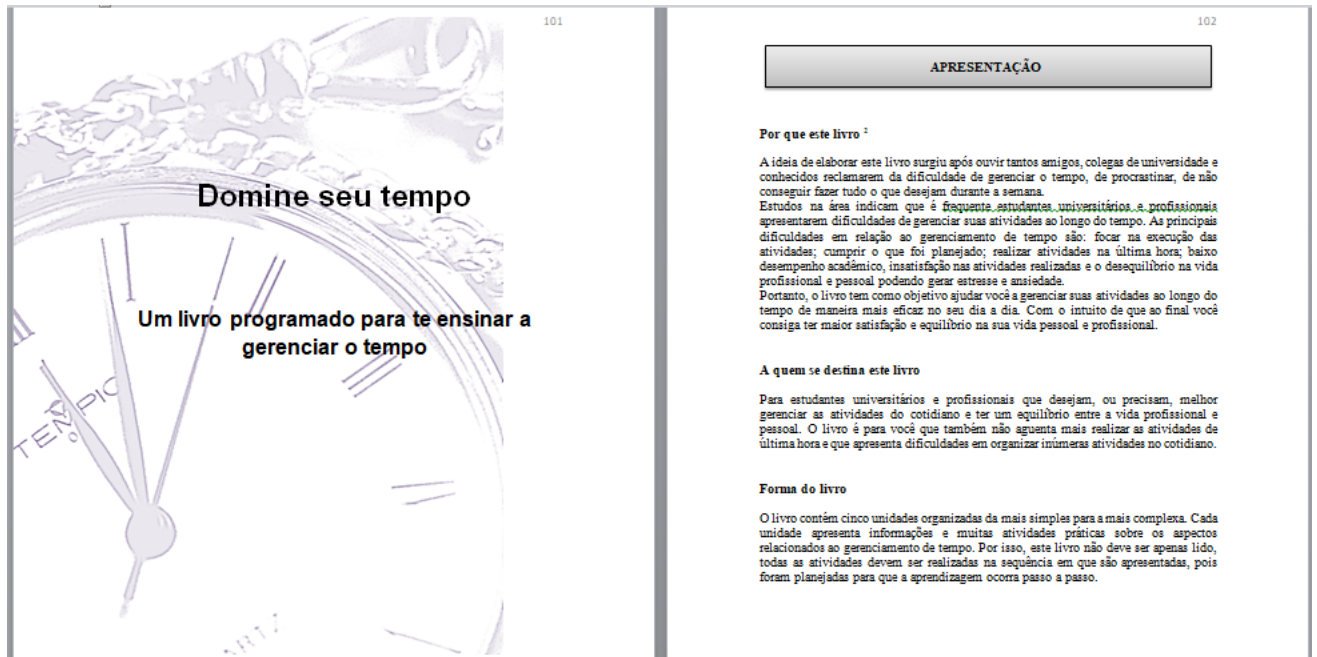 101
Domine seu tempo
Um livro programado para te ensinar a
gerenciar o tempo
III
TEMPIC
ARTZ
102
APRESENTAÇÃO
Por que este livro ²
A ideia de elaborar este livro surgiu após ouvir tantos amigos, colegas de universidade e
conhecidos reclamarem da dificuldade de gerenciar o tempo, de procrastinar, de não
conseguir fazer tudo o que desejam durante a semana.
Estudos na área indicam que é frequente estudantes universitários e profissionais
apresentarem dificuldades de gerenciar suas atividades ao longo do tempo. As principais
dificuldades em relação ao gerenciamento de tempo são: focar na execução das
atividades; cumprir o que foi planejado; realizar atividades na última hora; baixo
desempenho acadêmico, insatisfação nas atividades realizadas e o desequilíbrio na vida
profissional e pessoal podendo gerar estresse e ansiedade.
Portanto, o livro tem como objetivo ajudar você a gerenciar suas atividades ao longo do
tempo de maneira mais eficaz no seu dia a dia. Com o intuito de que ao final você
consiga ter maior satisfação e equilíbrio na sua vida pessoal e profissional.
A quem se destina este livro
Para estudantes universitários e profissionais que desejam, ou precisam, melhor
gerenciar as atividades do cotidiano e ter um equilíbrio entre a vida profissional e
pessoal. O livro é para você que também não aguenta mais realizar as atividades de
última hora e que apresenta dificuldades em organizar inúmeras atividades no cotidiano.
Forma do livro
O livro contém cinco unidades organizadas da mais simples para a mais complexa. Cada
unidade apresenta informações e muitas atividades práticas sobre os aspectos
relacionados ao gerenciamento de tempo. Por isso, este livro não deve ser apenas lido,
todas as atividades devem ser realizadas na sequência em que são apresentadas, pois
foram planejadas para que a aprendizagem ocorra passo a passo.